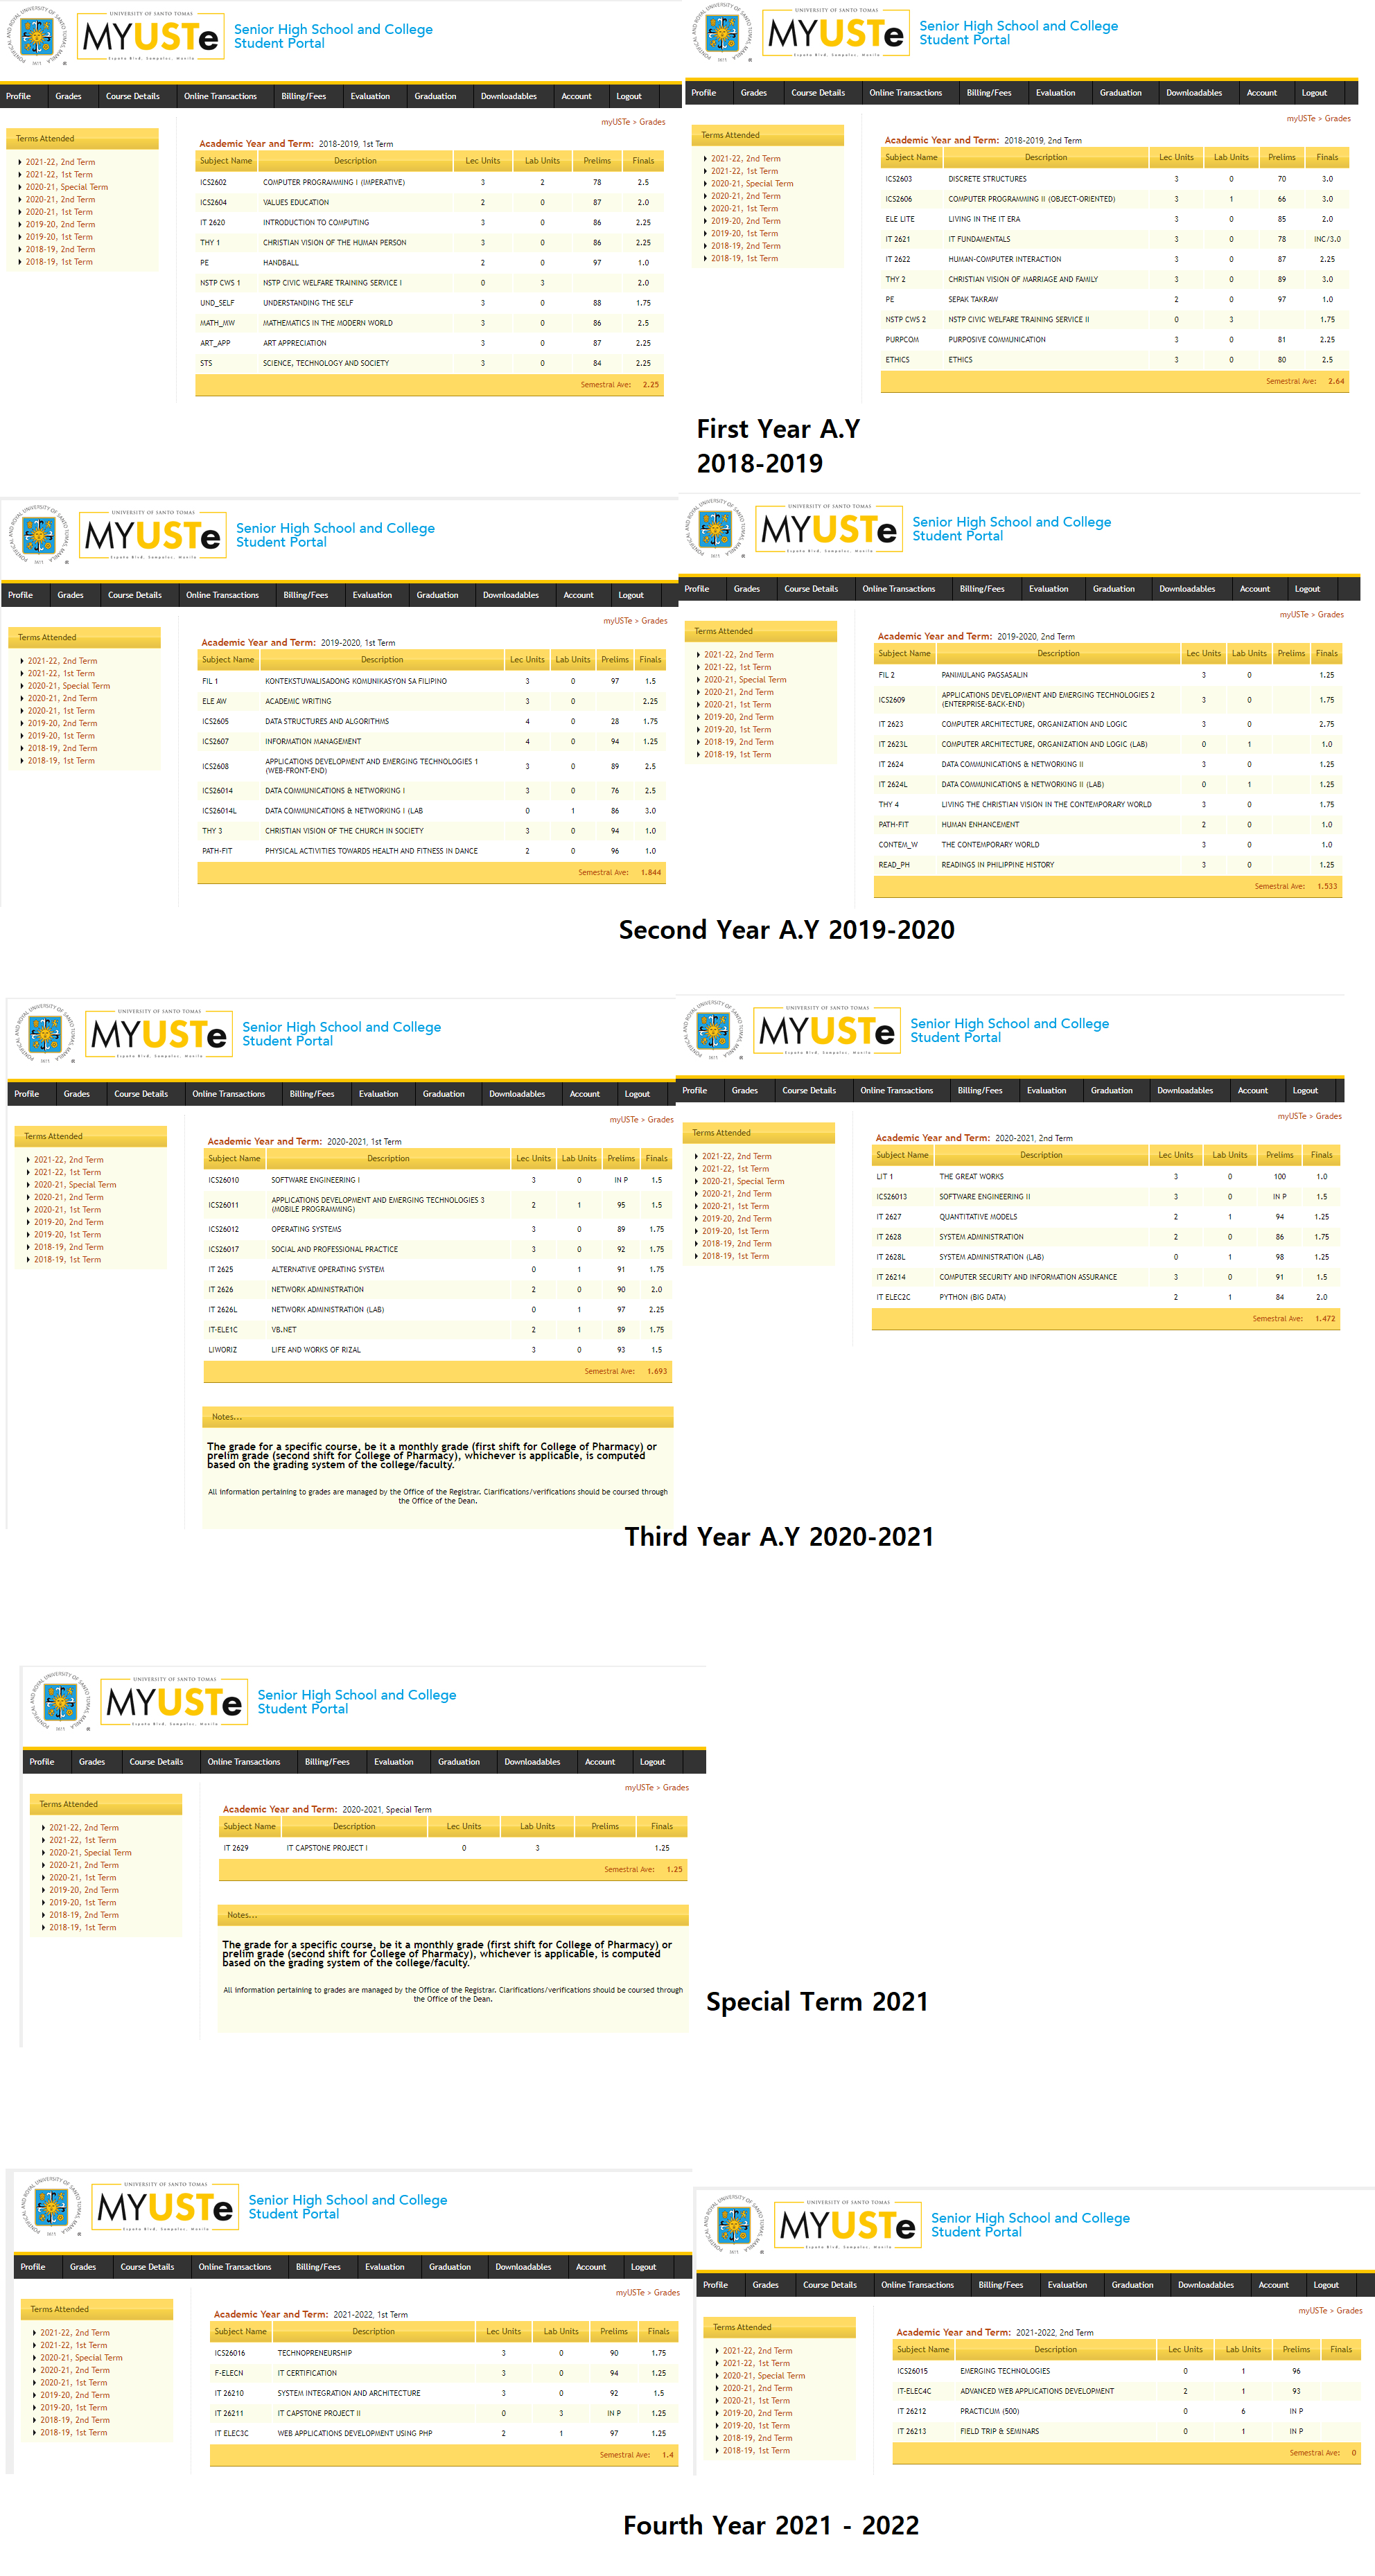 UNIVERSITY OF SANTO TOMAS
MYUSTe
España Blvd, Sampaloc, Manila
Senior High School and College
Student Portal
Profile Grades Course Details Online Transactions Billing/Fees Evaluation Graduation Downloadables Account Logout
myUSTe > Grades
Terms Attended
2021-22, 2nd Term
2021-22, 1st Term
2020-21, Special Term
2020-21, 2nd Term
2020-21, 1st Term
2019-20, 2nd Term
2019-20, 1st Term
2018-19, 2nd Term
2018-19, 1st Term
Academic Year and Term: 2018-2019, 1st Term
Subject Name Description Lec Units Lab Units Prelims Finals
ICS2602 COMPUTER PROGRAMMING I (IMPERATIVE) 3 2 78 2.5
ICS2604 VALUES EDUCATION 2 0 87 2.0
IT 2620 INTRODUCTION TO COMPUTING 3 0 86 2.25
THY 1 CHRISTIAN VISION OF THE HUMAN PERSON 3 0 86 2.25
PE HANDBALL 2 0 97 1.0
NSTP CWS 1 NSTP CIVIC WELFARE TRAINING SERVICE I 0 3 2.0
UND_SELF UNDERSTANDING THE SELF 3 0 88 1.75
MATH_MW MATHEMATICS IN THE MODERN WORLD 3 0 86 2.5
ART_APP ART APPRECIATION 3 0 87 2.25
STS SCIENCE, TECHNOLOGY AND SOCIETY 3 0 84 2.25
Semestral Ave: 2.25
UNIVERSITY OF SANTO TOMAS
MYUSTe
España Blvd, Sampaloc, Manila
Senior High School and College
Student Portal
Profile Grades Course Details Online Transactions Billing/Fees Evaluation Graduation Downloadables Account Logout
myUSTe > Grades
Terms Attended
2021-22, 2nd Term
2021-22, 1st Term
2020-21, Special Term
2020-21, 2nd Term
2020-21, 1st Term
2019-20, 2nd Term
2019-20, 1st Term
2018-19, 2nd Term
2018-19, 1st Term
Academic Year and Term: 2018-2019, 2nd Term
Subject Name Description Lec Units Lab Units Prelims Finals
ICS2603 DISCRETE STRUCTURES 3 0 70 3.0
ICS2606 COMPUTER PROGRAMMING II (OBJECT-ORIENTED) 3 1 66 3.0
ELE LITE LIVING IN THE IT ERA 3 0 85 2.0
IT 2621 IT FUNDAMENTALS 3 0 78 INC/3.0
IT 2622 HUMAN-COMPUTER INTERACTION 3 0 87 2.25
THY 2 CHRISTIAN VISION OF MARRIAGE AND FAMILY 3 0 89 3.0
PE SEPAK TAKRAW 2 0 97 1.0
NSTP CWS 2 NSTP CIVIC WELFARE TRAINING SERVICE II 0 3 1.75
PURPCOM PURPOSIVE COMMUNICATION 3 0 81 2.25
ETHICS ETHICS 3 0 80 2.5
Semestral Ave: 2.64
First Year A.Y
2018-2019
UNIVERSITY OF SANTO TOMAS
MYUSTe
España Blvd, Sampaloc, Manila
Senior High School and College
Student Portal
Profile Grades Course Details Online Transactions Billing/Fees Evaluation Graduation Downloadables Account Logout
myUSTe > Grades
Terms Attended
2021-22, 2nd Term
2021-22, 1st Term
2020-21, Special Term
2020-21, 2nd Term
2020-21, 1st Term
2019-20, 2nd Term
2019-20, 1st Term
2018-19, 2nd Term
2018-19, 1st Term
Academic Year and Term: 2019-2020, 1st Term
Subject Name Description Lec Units Lab Units Prelims Finals
FIL 1 KONTEKSTUWALISADONG KOMUNIKASYON SA FILIPINO 3 0 97 1.5
ELE AW ACADEMIC WRITING 3 0 2.25
ICS2605 DATA STRUCTURES AND ALGORITHMS 4 0 28 1.75
ICS2607 INFORMATION MANAGEMENT 4 0 94 1.25
ICS2608 APPLICATIONS DEVELOPMENT AND EMERGING TECHNOLOGIES 1 3 0 89 2.5
(WEB-FRONT-END)
ICS26014 DATA COMMUNICATIONS & NETWORKING I 3 0 76 2.5
ICS26014L DATA COMMUNICATIONS & NETWORKING I (LAB 0 1 86 3.0
THY 3 CHRISTIAN VISION OF THE CHURCH IN SOCIETY 3 0 94 1.0
PATH-FIT PHYSICAL ACTIVITIES TOWARDS HEALTH AND FITNESS IN DANCE 2 0 96 1.0
Semestral Ave: 1.844
UNIVERSITY OF SANTO TOMAS
MYUSTe
España Blvd, Sampaloc, Manila
Senior High School and College
Student Portal
Profile Grades Course Details Online Transactions Billing/Fees Evaluation Graduation Downloadables Account Logout
myUSTe > Grades
Terms Attended
2021-22, 2nd Term
2021-22, 1st Term
2020-21, Special Term
2020-21, 2nd Term
2020-21, 1st Term
2019-20, 2nd Term
2019-20, 1st Term
2018-19, 2nd Term
2018-19, 1st Term
Academic Year and Term: 2019-2020, 2nd Term
Subject Name Description Lec Units Lab Units Prelims Finals
FIL 2 PANIMULANG PAGSASALIN 3 0 1.25
ICS2609 APPLICATIONS DEVELOPMENT AND EMERGING TECHNOLOGIES 2 3 0 1.75
(ENTERPRISE-BACK-END)
IT 2623 COMPUTER ARCHITECTURE, ORGANIZATION AND LOGIC 3 0 2.75
IT 2623L COMPUTER ARCHITECTURE, ORGANIZATION AND LOGIC (LAB) 0 1 1.0
IT 2624 DATA COMMUNICATIONS & NETWORKING II 3 0 1.25
IT 2624L DATA COMMUNICATIONS & NETWORKING II (LAB) 0 1 1.25
THY 4 LIVING THE CHRISTIAN VISION IN THE CONTEMPORARY WORLD 3 0 1.75
PATH-FIT HUMAN ENHANCEMENT 2 0 1.0
CONTEM_W THE CONTEMPORARY WORLD 3 0 1.0
READ_PH READINGS IN PHILIPPINE HISTORY 3 0 1.25
Semestral Ave: 1.533
Second Year A.Y 2019-2020
UNIVERSITY OF SANTO TOMAS
MYUSTe
España Blvd, Sampaloc, Manila
Senior High School and College
Student Portal
Profile Grades Course Details Online Transactions Billing/Fees Evaluation Graduation Downloadables Account Logout
myUSTe > Grades
Terms Attended
2021-22, 2nd Term
2021-22, 1st Term
2020-21, Special Term
2020-21, 2nd Term
2020-21, 1st Term
2019-20, 2nd Term
2019-20, 1st Term
2018-19, 2nd Term
2018-19, 1st Term
Academic Year and Term: 2020-2021, 1st Term
Subject Name Description Lec Units Lab Units Prelims Finals
ICS26010 SOFTWARE ENGINEERING I 3 0 IN P 1.5
ICS26011 APPLICATIONS DEVELOPMENT AND EMERGING TECHNOLOGIES 3 2 1 95 1.5
(MOBILE PROGRAMMING)
ICS26012 OPERATING SYSTEMS 3 0 89 1.75
ICS26017 SOCIAL AND PROFESSIONAL PRACTICE 3 0 92 1.75
IT 2625 ALTERNATIVE OPERATING SYSTEM 0 1 91 1.75
IT 2626 NETWORK ADMINISTRATION 2 0 90 2.0
IT 2626L NETWORK ADMINISTRATION (LAB) 0 1 97 2.25
IT-ELE1C VB.NET 2 1 89 1.75
LIWORIZ LIFE AND WORKS OF RIZAL 3 0 93 1.5
Semestral Ave: 1.693
Notes...
The grade for a specific course, be it a monthly grade (first shift for College of Pharmacy) or
prelim grade (second shift for College of Pharmacy), whichever is applicable, is computed
based on the grading system of the college/faculty.
All information pertaining to grades are managed by the Office of the Registrar. Clarifications/verifications should be coursed through
the Office of the Dean.
UNIVERSITY OF SANTO TOMAS
MYUSTe
España Blvd, Sampaloc, Manila
Senior High School and College
Student Portal
Profile Grades Course Details Online Transactions Billing/Fees Evaluation Graduation Downloadables Account Logout
myUSTe > Grades
Terms Attended
2021-22, 2nd Term
2021-22, 1st Term
2020-21, Special Term
2020-21, 2nd Term
2020-21, 1st Term
2019-20, 2nd Term
2019-20, 1st Term
2018-19, 2nd Term
2018-19, 1st Term
Academic Year and Term: 2020-2021, 2nd Term
Subject Name Description Lec Units Lab Units Prelims Finals
LIT 1 THE GREAT WORKS 3 0 100 1.0
ICS26013 SOFTWARE ENGINEERING II 3 0 IN P 1.5
IT 2627 QUANTITATIVE MODELS 2 1 94 1.25
IT 2628 SYSTEM ADMINISTRATION 2 0 86 1.75
IT 2628L SYSTEM ADMINISTRATION (LAB) 0 1 98 1.25
IT 26214 COMPUTER SECURITY AND INFORMATION ASSURANCE 3 0 91 1.5
IT ELEC2C PYTHON (BIG DATA) 2 1 84 2.0
Semestral Ave: 1.472
Third Year A.Y 2020-2021
UNIVERSITY OF SANTO TOMAS
MYUSTe
España Blvd, Sampaloc, Manila
Senior High School and College
Student Portal
Profile Grades Course Details Online Transactions Billing/Fees Evaluation Graduation Downloadables Account Logout
myUSTe > Grades
Terms Attended
2021-22, 2nd Term
2021-22, 1st Term
2020-21, Special Term
2020-21, 2nd Term
2020-21, 1st Term
2019-20, 2nd Term
2019-20, 1st Term
2018-19, 2nd Term
2018-19, 1st Term
Academic Year and Term: 2020-2021, Special Term
Subject Name Description Lec Units Lab Units Prelims Finals
IT 2629 IT CAPSTONE PROJECT I 0 3 1.25
Semestral Ave: 1.25
Notes...
The grade for a specific course, be it a monthly grade (first shift for College of Pharmacy) or
prelim grade (second shift for College of Pharmacy), whichever is applicable, is computed
based on the grading system of the college/faculty.
All information pertaining to grades are managed by the Office of the Registrar. Clarifications/verifications should be coursed through
the Office of the Dean.
Special Term 2021
UNIVERSITY OF SANTO TOMAS
MYUSTe
España Blvd, Sampaloc, Manila
Senior High School and College
Student Portal
Profile Grades Course Details Online Transactions Billing/Fees Evaluation Graduation Downloadables Account Logout
myUSTe > Grades
Terms Attended
2021-22, 2nd Term
2021-22, 1st Term
2020-21, Special Term
2020-21, 2nd Term
2020-21, 1st Term
2019-20, 2nd Term
2019-20, 1st Term
2018-19, 2nd Term
2018-19, 1st Term
Academic Year and Term: 2021-2022, 1st Term
Subject Name Description Lec Units Lab Units Prelims Finals
ICS26016 TECHNOPRENEURSHIP 3 0 90 1.75
F-ELECN IT CERTIFICATION 3 0 94 1.25
IT 26210 SYSTEM INTEGRATION AND ARCHITECTURE 3 0 92 1.5
IT 26211 IT CAPSTONE PROJECT II 0 3 IN P 1.25
IT ELEC3C WEB APPLICATIONS DEVELOPMENT USING PHP 2 1 97 1.25
Semestral Ave: 1.4
UNIVERSITY OF SANTO TOMAS
MYUSTe
España Blvd, Sampaloc, Manila
Senior High School and College
Student Portal
Profile Grades Course Details Online Transactions Billing/Fees Evaluation Graduation Downloadables Account Logout
myUSTe > Grades
Terms Attended
2021-22, 2nd Term
2021-22, 1st Term
2020-21, Special Term
2020-21, 2nd Term
2020-21, 1st Term
2019-20, 2nd Term
2019-20, 1st Term
2018-19, 2nd Term
2018-19, 1st Term
Academic Year and Term: 2021-2022, 2nd Term
Subject Name Description Lec Units Lab Units Prelims Finals
ICS26015 EMERGING TECHNOLOGIES 0 1 96
IT-ELEC4C ADVANCED WEB APPLICATIONS DEVELOPMENT 2 1 93
IT 26212 PRACTICUM (500) 0 6 IN P
IT 26213 FIELD TRIP & SEMINARS 0 1 IN P
Semestral Ave: 0
Fourth Year 2021 - 2022